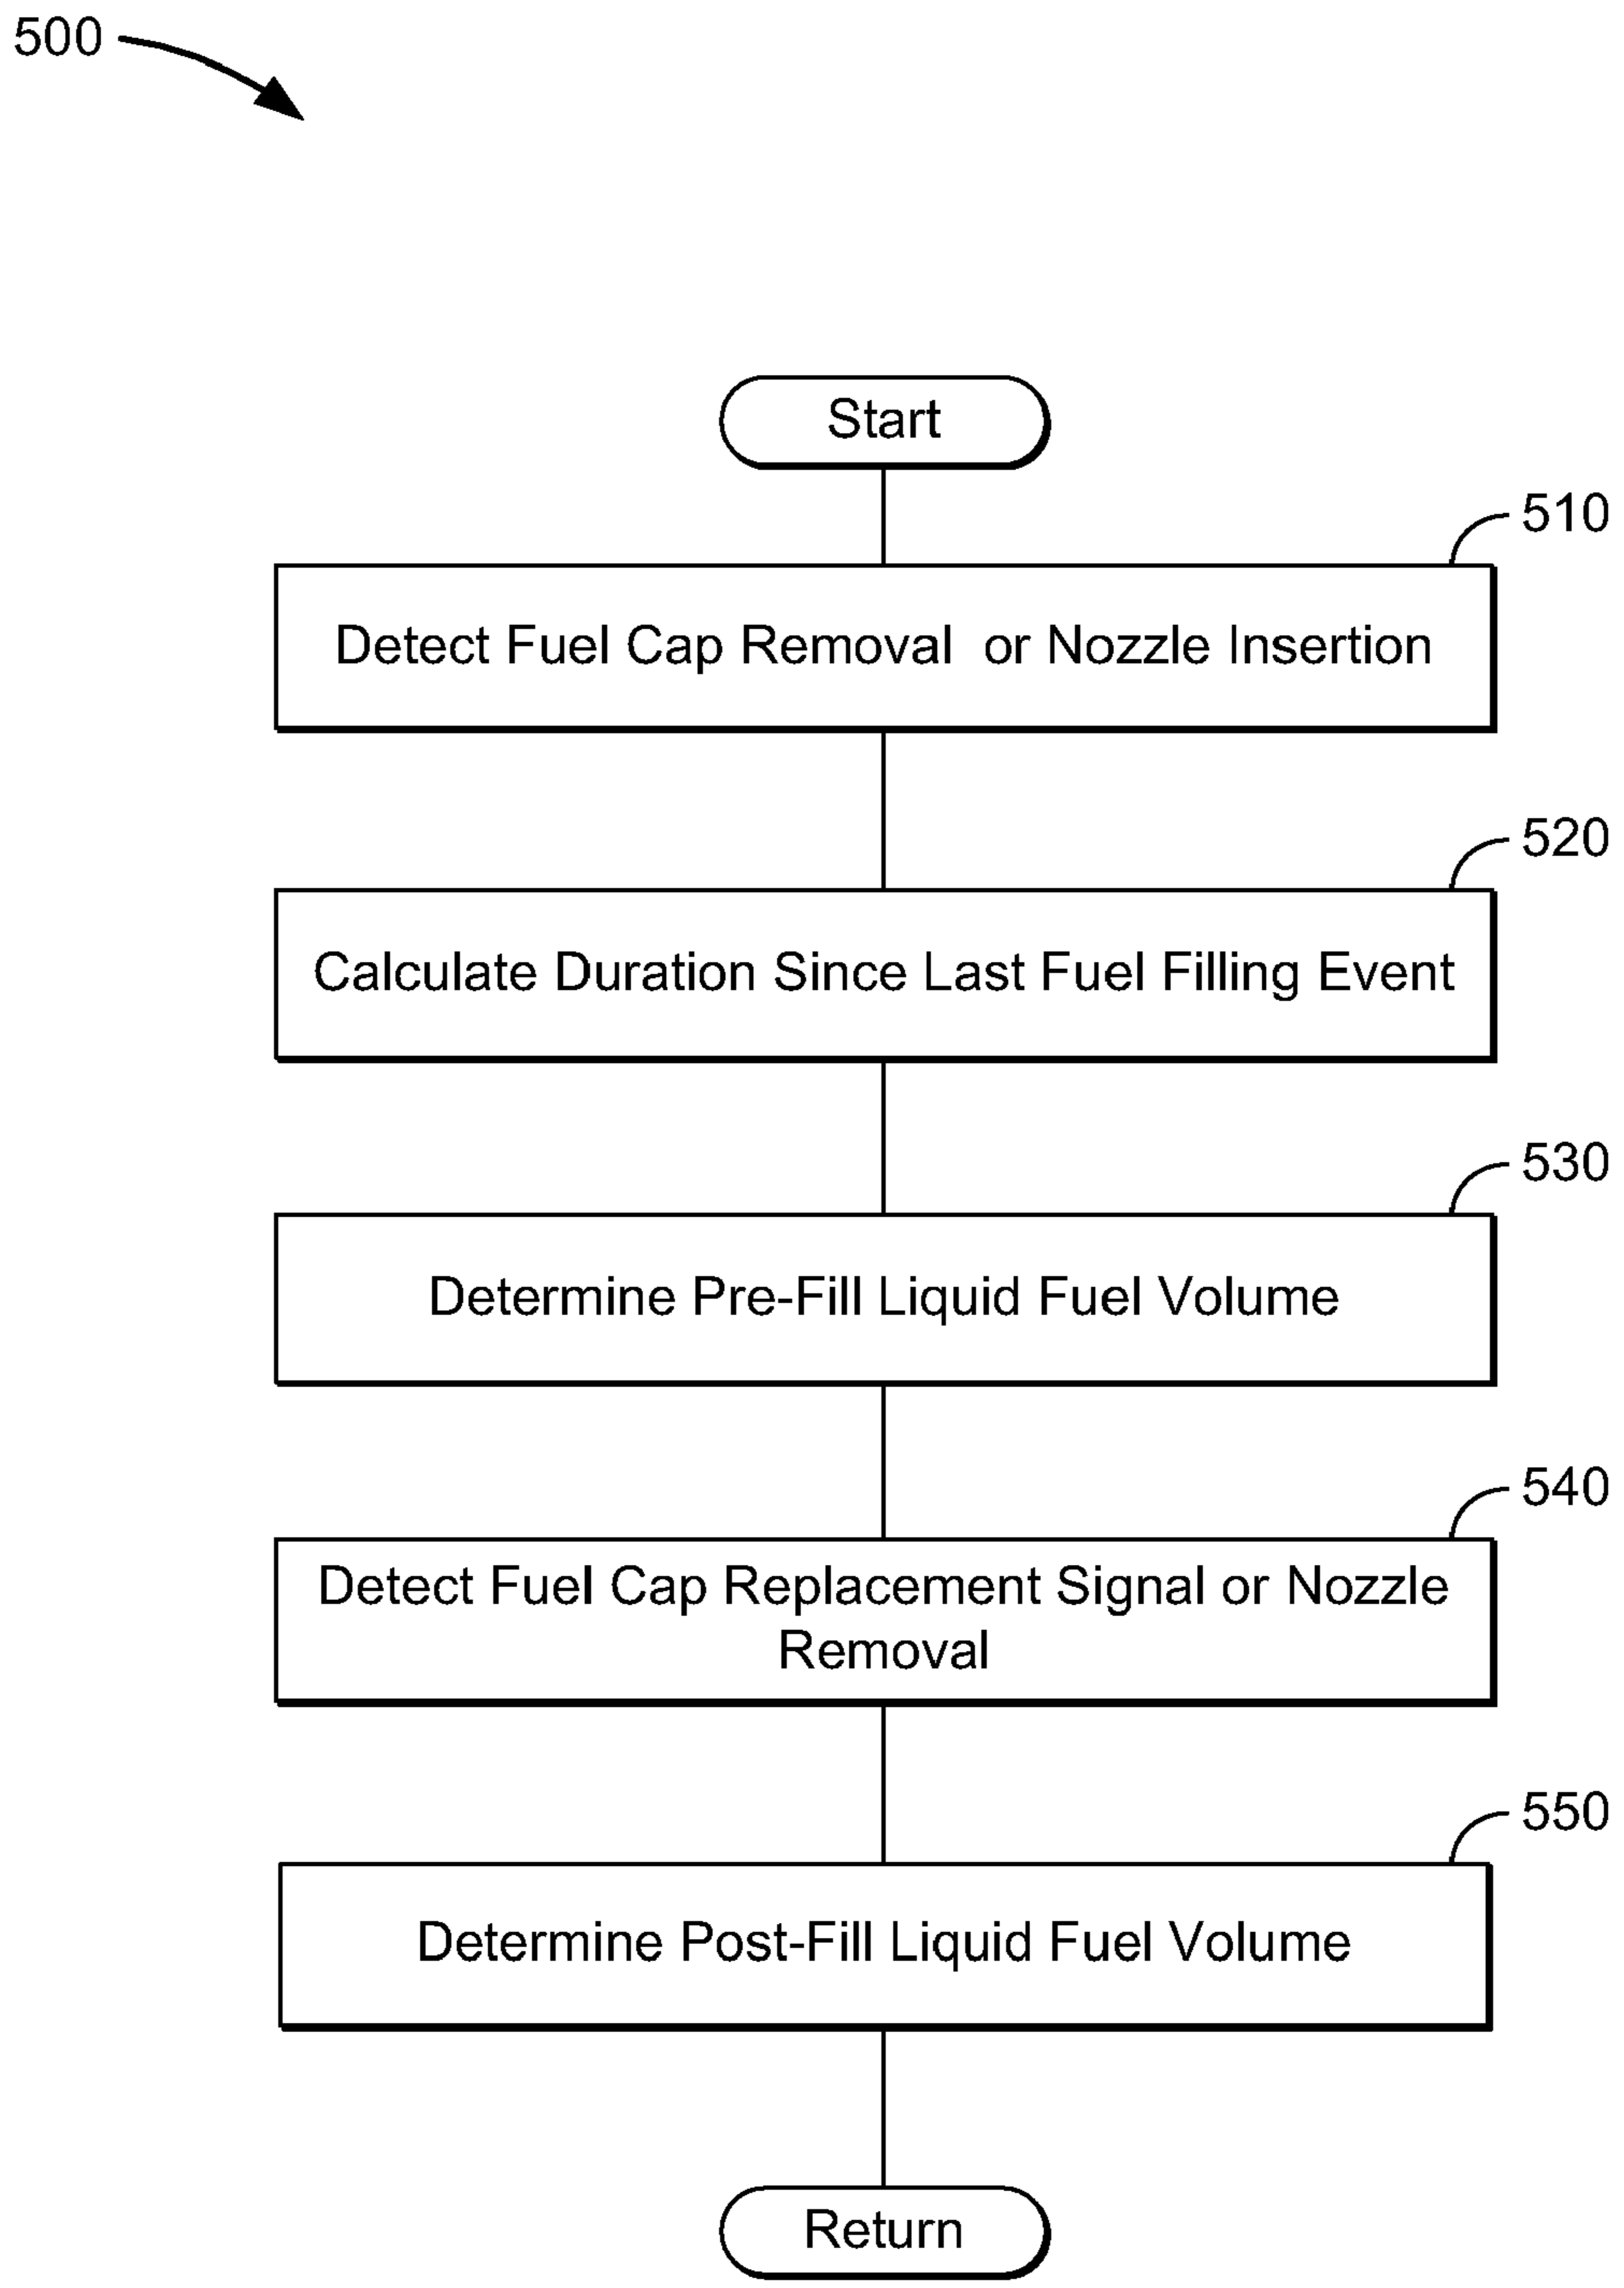 500
Start
510
Detect Fuel Cap Removal or Nozzle Insertion
520
Calculate Duration Since Last Fuel Filling Event
530
Determine Pre-Fill Liquid Fuel Volume
540
Detect Fuel Cap Replacement Signal or Nozzle
Removal
550
Determine Post-Fill Liquid Fuel Volume
Return